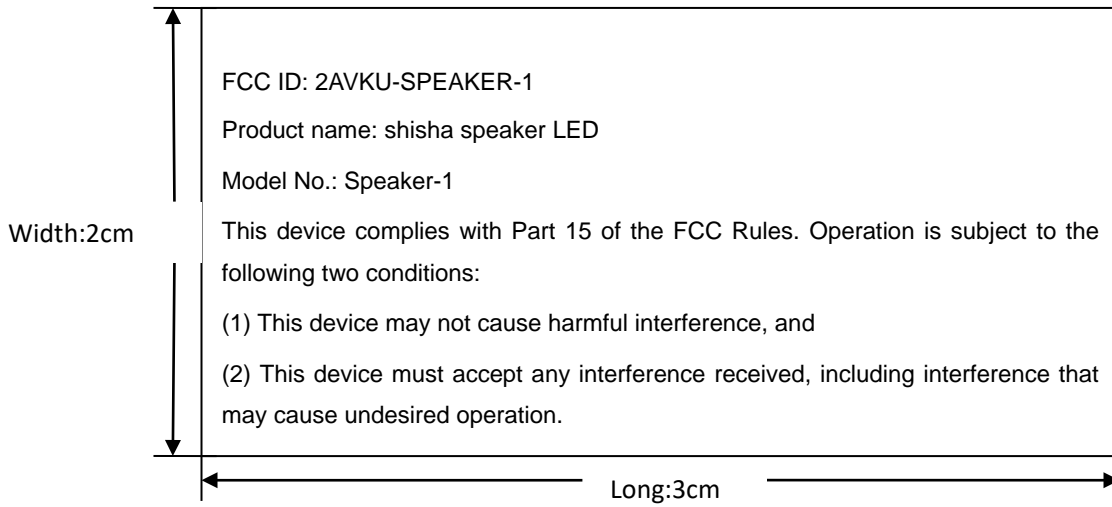 FCC ID: 2AVKU-SPEAKER-1
Product name: shisha speaker LED
Model No.: Speaker-1
Width:2cm
This device complies with Part 15 of the FCC Rules. Operation is subject to the
following two conditions:
(1) This device may not cause harmful interference, and
(2) This device must accept any interference received, including interference that
may cause undesired operation.
Long:3cm